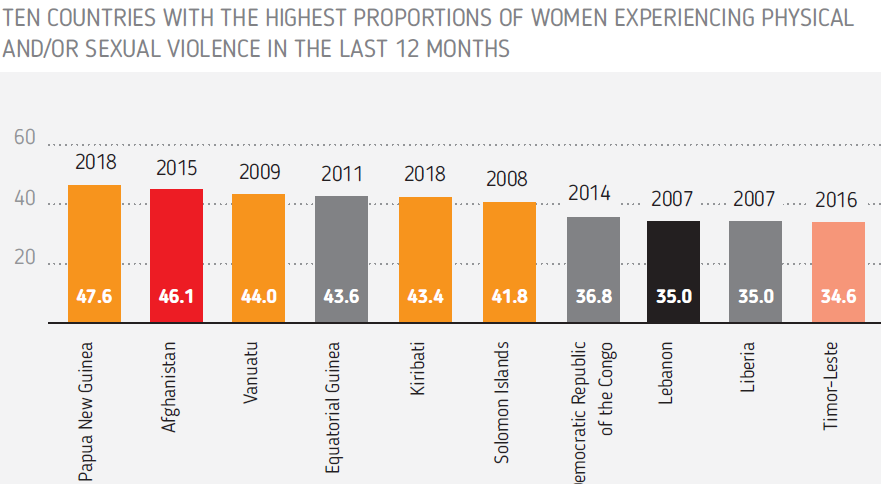 TEN COUNTRIES WITH THE HIGHEST PROPORTIONS OF WOMEN EXPERIENCING PHYSICAL
AND/OR SEXUAL VIOLENCE IN THE LAST 12 MONTHS
60
40
20
2018
2015
2009
2011
2018
2008
2014
2007
2007
2016
47.6
46.1
44.0
43.6
43.4
41.8
36.8
35.0
35.0
34.6
Papua New Guinea
Afghanistan
Vanuatu
Equatorial Guinea
Kiribati
Solomon Islands
Democratic Republic
of the Congo
Lebanon
Liberia
Timor-Leste